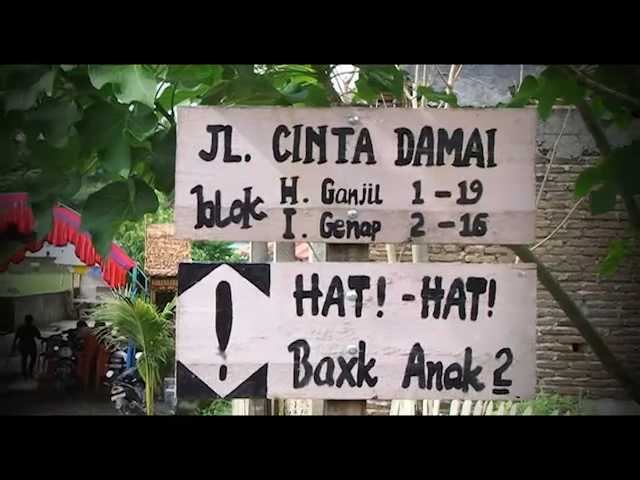 JL. CINTA DAMAI
blok H. Ganjil 1 - 19
I. Genap 2 - 16
! HAT! - HAT!
Baxk Anak 2